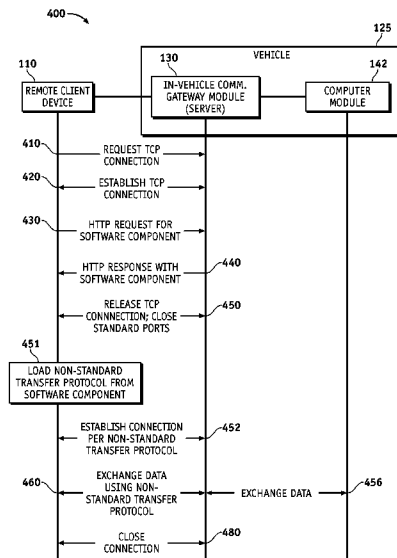 400
125
VEHICLE
110
130
142
REMOTE CLIENT
DEVICE
IN-VEHICLE COMM.
GATEWAY MODULE
(SERVER)
COMPUTER
MODULE
410
REQUEST TCP
CONNECTION
420
ESTABLISH TCP
CONNECTION
430
HTTP REQUEST FOR
SOFTWARE COMPONENT
440
HTTP RESPONSE WITH
SOFTWARE COMPONENT
450
RELEASE TCP
CONNNECTION; CLOSE
STANDARD PORTS
451
LOAD NON-STANDARD
TRANSFER PROTOCOL FROM
SOFTWARE COMPONENT
452
ESTABLISH CONNECTION
PER NON-STANDARD
TRANSFER PROTOCOL
460
EXCHANGE DATA
USING NON-
STANDARD TRANSFER
PROTOCOL
EXCHANGE DATA
456
CLOSE
CONNECTION
480